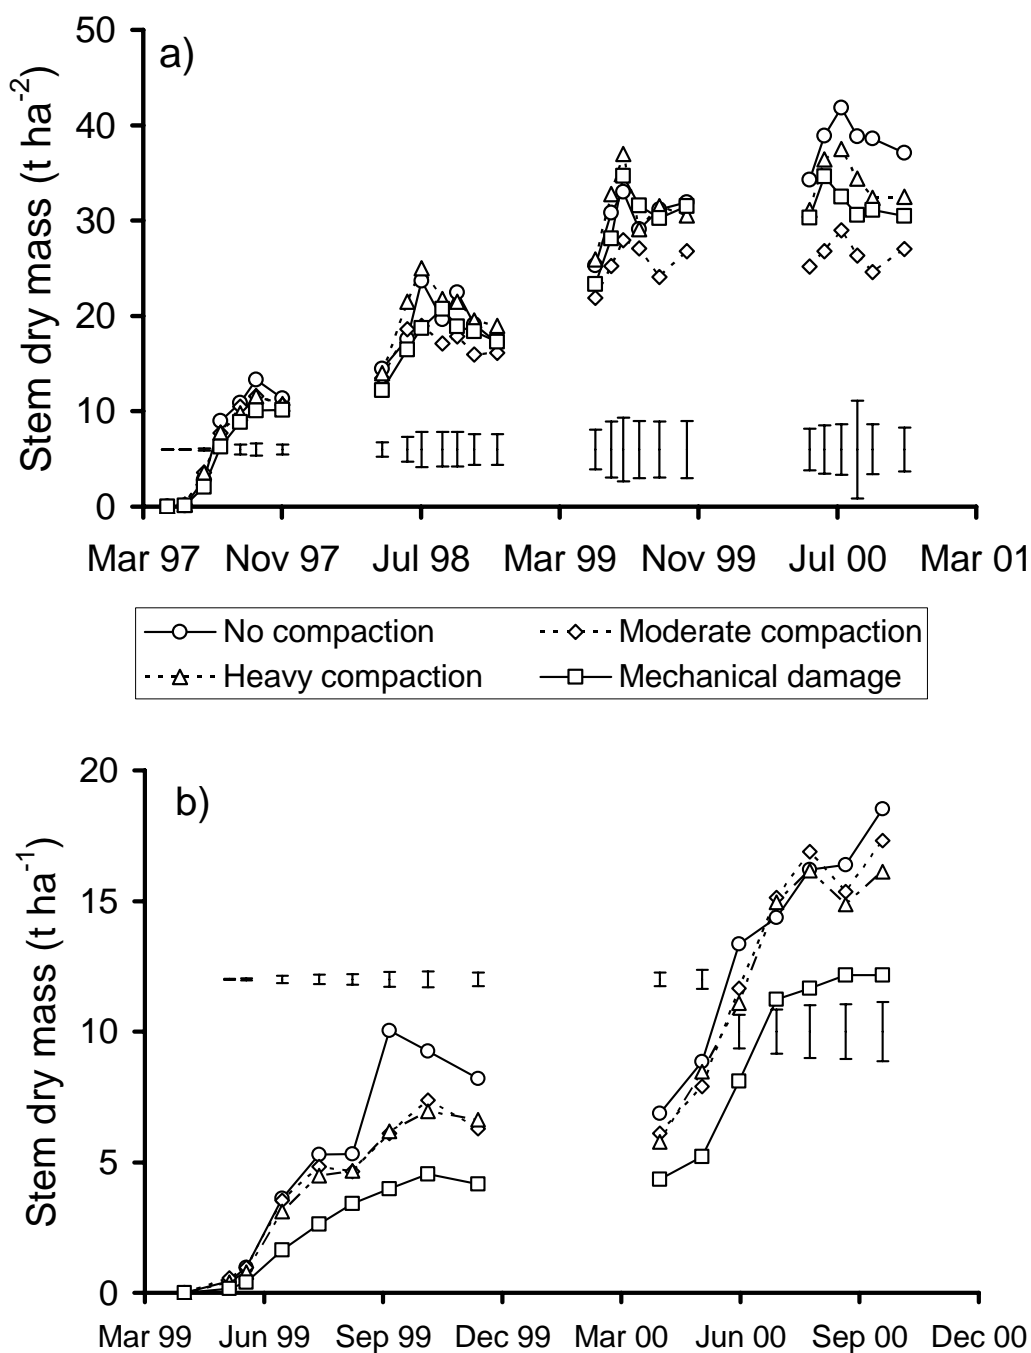 50
a)
Stem dry mass (t ha-2)
40
30
20
10
0
Mar 97 Nov 97 Jul 98 Mar 99 Nov 99 Jul 00 Mar 01
No compaction Moderate compaction
Heavy compaction Mechanical damage
20
b)
Stem dry mass (t ha-1)
15
10
5
0
Mar 99 Jun 99 Sep 99 Dec 99 Mar 00 Jun 00 Sep 00 Dec 00